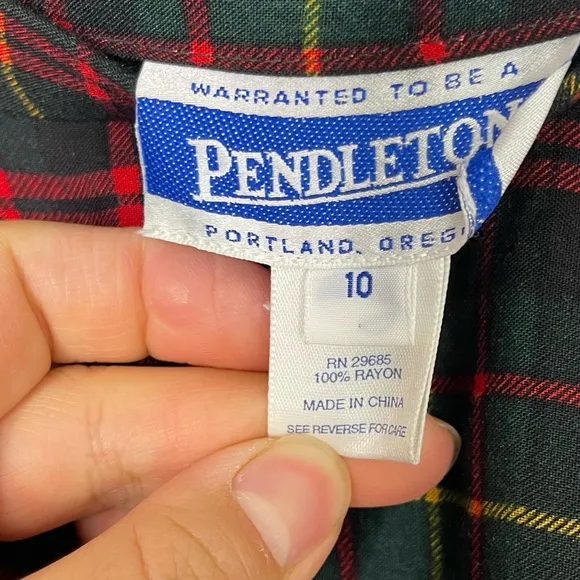 WARRANTED TO BE A
PENDLETON
PORTLAND, OREG
10
RN 29685
100% RAYON
MADE IN CHINA
SEE REVERSE FOR CARE